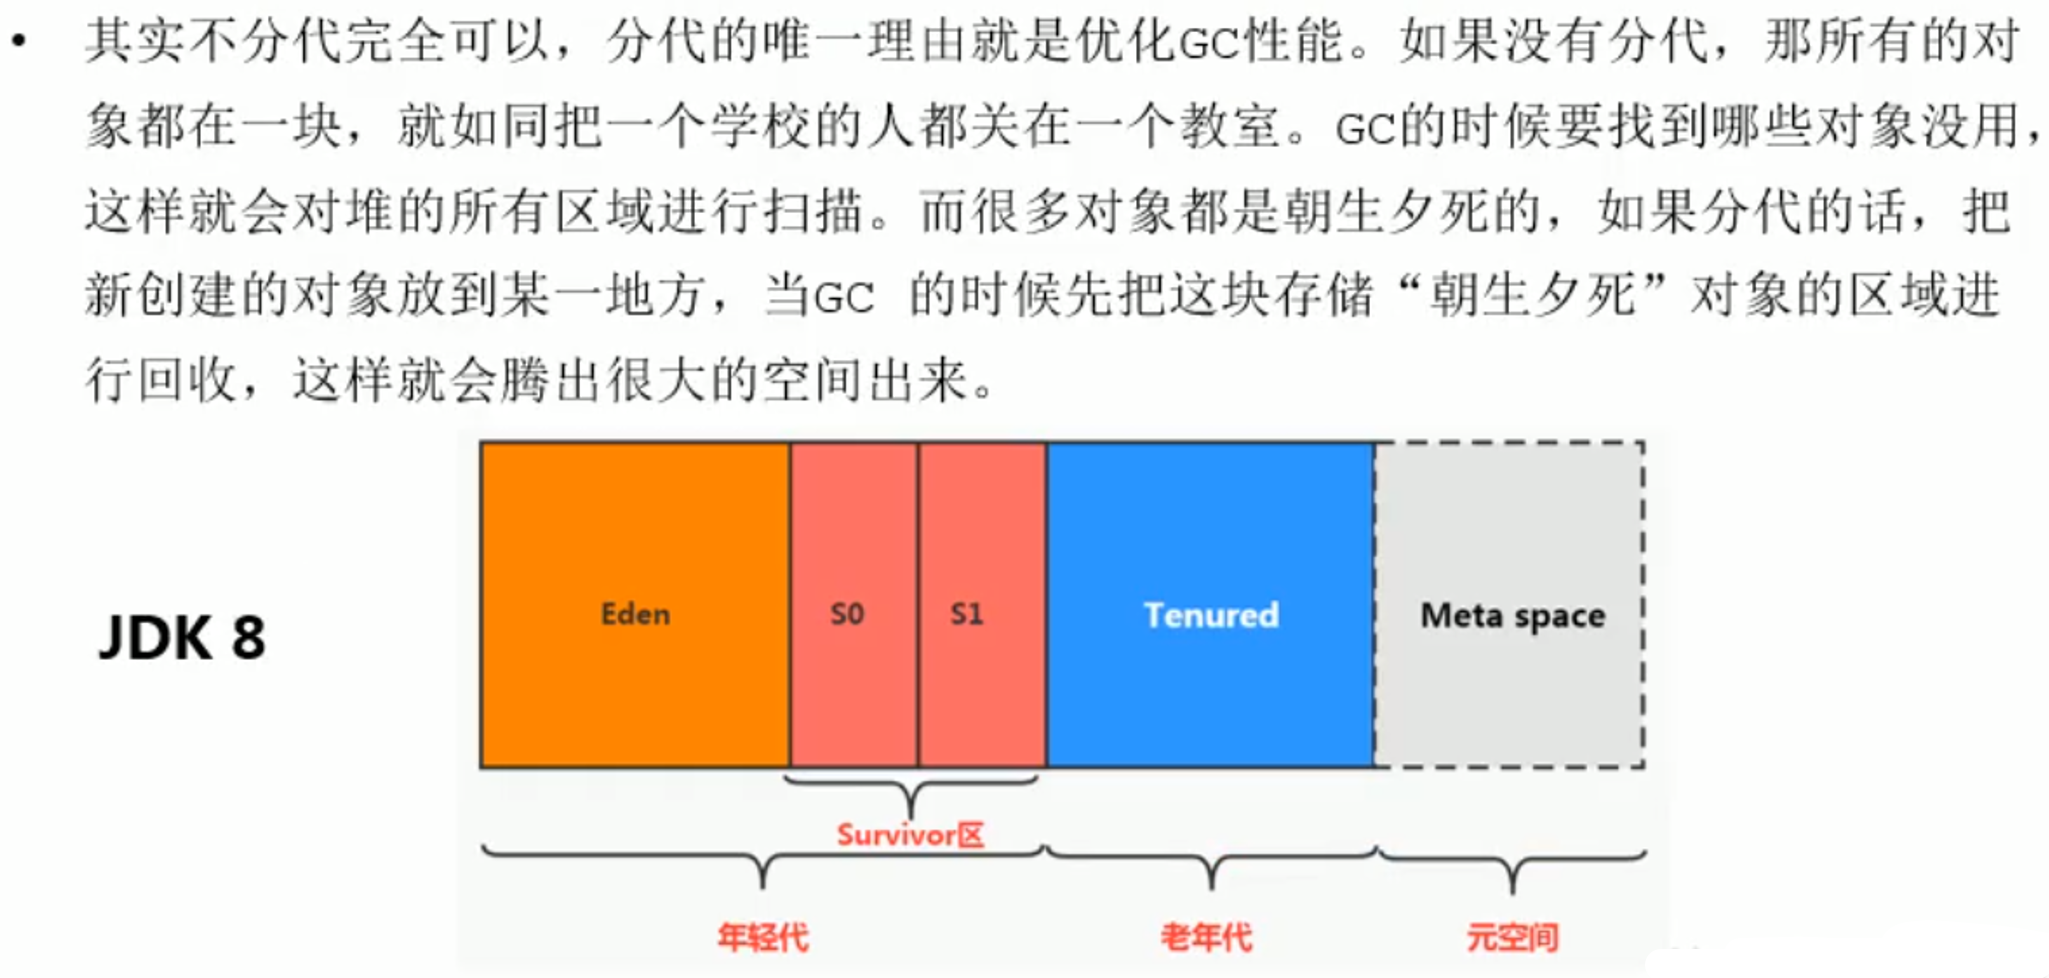 • 其实不分代完全可以，分代的唯一理由就是优化GC性能。如果没有分代，那所有的对
象都在一块，就如同把一个学校的人都关在一个教室。GC的时候要找到哪些对象没用，
这样就会对堆的所有区域进行扫描。而很多对象都是朝生夕死的，如果分代的话，把
新创建的对象放到某一地方，当GC 的时候先把这块存储“朝生夕死”对象的区域进
行回收，这样就会腾出很大的空间出来。
JDK 8
Eden
S0
S1
Tenured
Meta space
Survivor区
年轻代
老年代
元空间